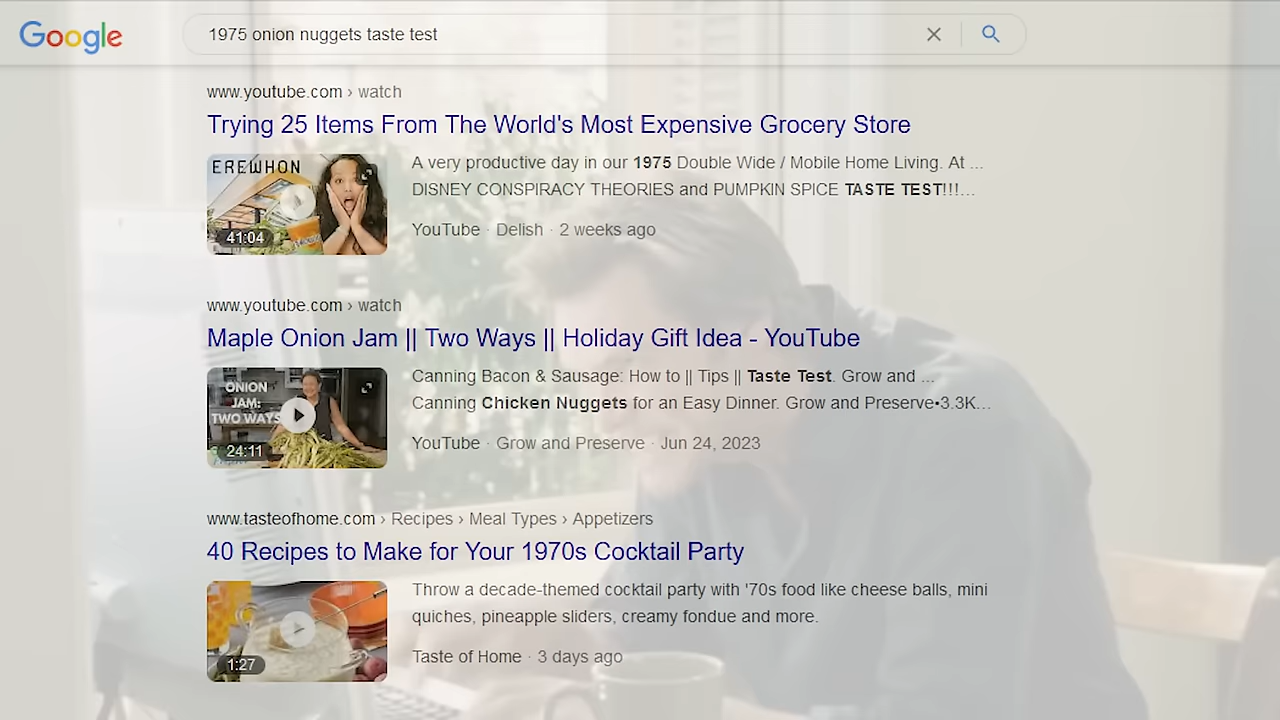 Google
1975 onion nuggets taste test
www.youtube.com › watch
Trying 25 Items From The World's Most Expensive Grocery Store
EREWHON
41:04
A very productive day in our 1975 Double Wide / Mobile Home Living. At ...
DISNEY CONSPIRACY THEORIES and PUMPKIN SPICE TASTE TEST!!!...
YouTube · Delish · 2 weeks ago
www.youtube.com › watch
Maple Onion Jam || Two Ways || Holiday Gift Idea - YouTube
ONION
JAM:
TWO WAYS
24:11
Canning Bacon & Sausage: How to || Tips || Taste Test. Grow and ...
Canning Chicken Nuggets for an Easy Dinner. Grow and Preserve•3.3K...
YouTube · Grow and Preserve · Jun 24, 2023
www.tasteofhome.com › Recipes › Meal Types › Appetizers
40 Recipes to Make for Your 1970s Cocktail Party
1:27
Throw a decade-themed cocktail party with '70s food like cheese balls, mini
quiches, pineapple sliders, creamy fondue and more.
Taste of Home · 3 days ago